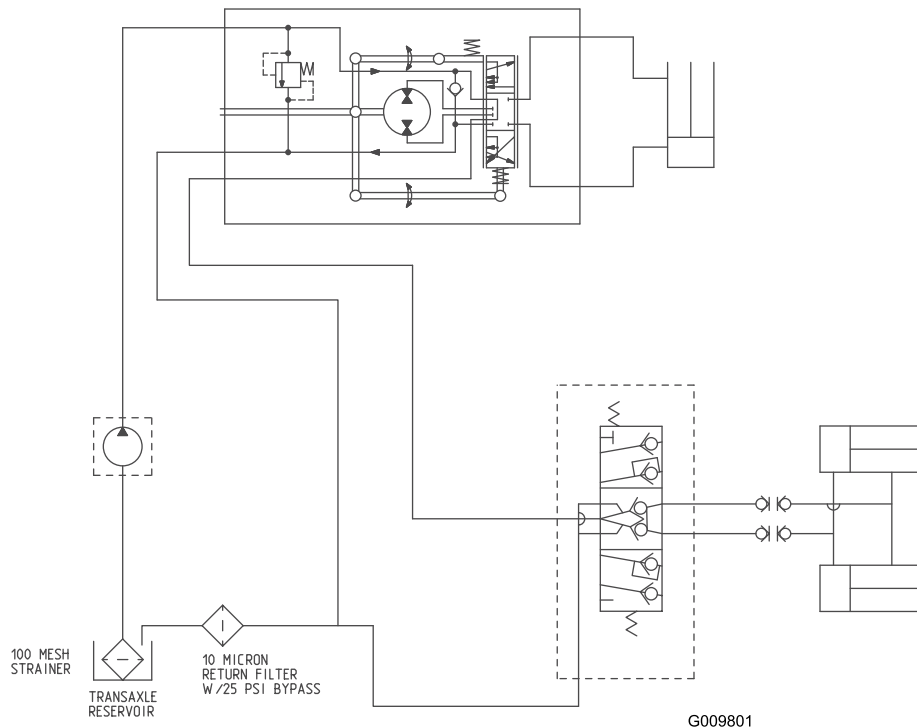 100 MESH
STRAINER
TRANSAXLE
RESERVOIR
10 MICRON
RETURN FILTER
W/25 PSI BYPASS
G009801